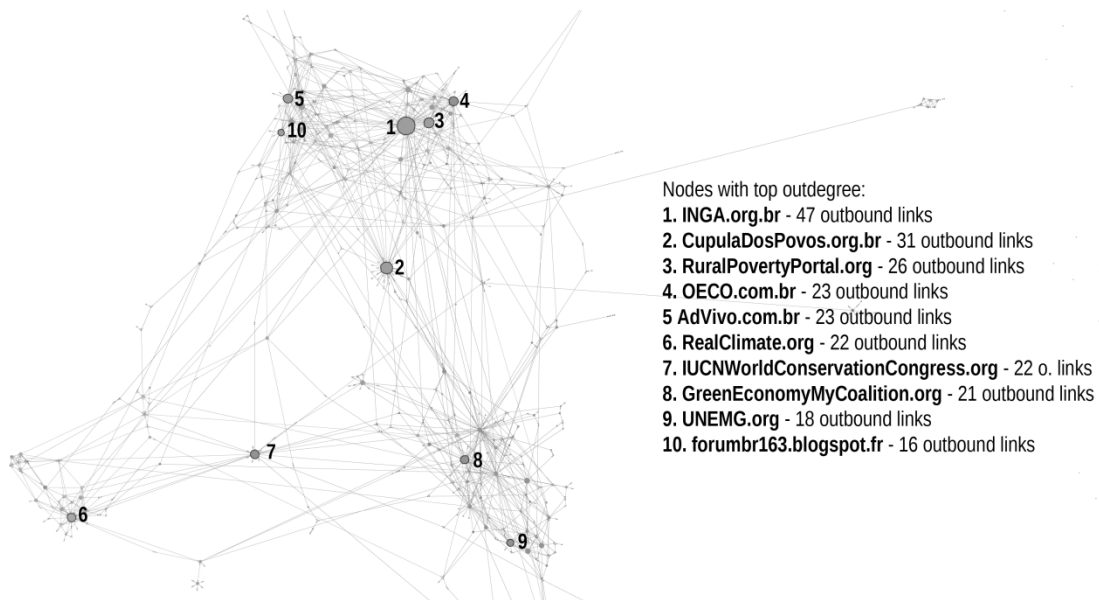 5
4
1
3
10
2
7
8
6
9
Nodes with top outdegree:
1. INGA.org.br - 47 outbound links
2. CupulaDosPovos.org.br - 31 outbound links
3. RuralPovertyPortal.org - 26 outbound links
4. OECO.com.br - 23 outbound links
5 AdVivo.com.br - 23 outbound links
6. RealClimate.org - 22 outbound links
7. IUCNWorldConservationCongress.org - 22 o. links
8. GreenEconomyMyCoalition.org - 21 outbound links
9. UNEMG.org - 18 outbound links
10. forumbr163.blogspot.fr - 16 outbound links